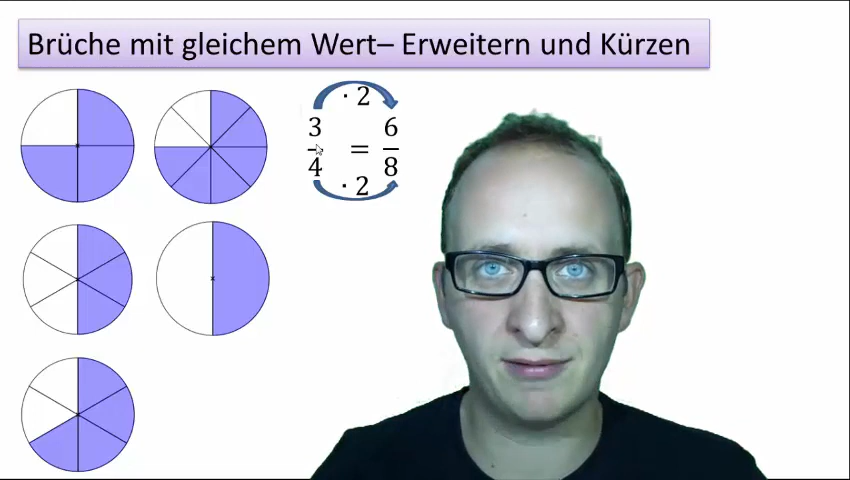 Brüche mit gleichem Wert– Erweitern und Kürzen
· 2
3/4 = 6/8
· 2